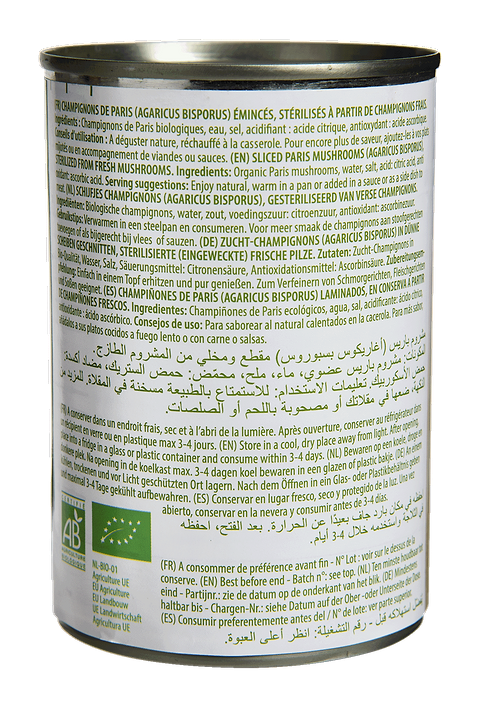 (FR) CHAMPIGNONS DE PARIS (AGARICUS BISPORUS) ÉMINCÉS, STÉRILISÉS À PARTIR DE CHAMPIGNONS FRAIS.
Ingrédients : Champignons de Paris biologiques, eau, sel, acidifiant : acide citrique, antioxydant : acide ascorbique
Conseils d'utilisation : A déguster nature, réchauffé à la casserole. Pour encore plus de saveur, ajoutez-les à vos plats
mijotés ou en accompagnement de viandes ou sauces. (EN) SLICED PARIS MUSHROOMS (AGARICUS BISPORUS),
STERILIZED FROM FRESH MUSHROOMS. Ingredients: Organic Paris mushrooms, water, salt, acid: citric acid, anti-
oxidant: ascorbic acid. Serving suggestions: Enjoy natural, warm in a pan or added in a sauce or as a side dish to
meat. (NL) SCHIJFJES CHAMPIGNONS (AGARICUS BISPORUS), GESTERILISEERD VAN VERSE CHAMPIGNONS.
Ingrediënten: Biologische champignons, water, zout, voedingszuur: citroenzuur, antioxidant: ascorbinezuur.
Gebruikstips: Verwarmen in een steelpan en consumeren. Voor meer smaak de champignons aan stoofgerechten
toevoegen of als bijgerecht bij vlees of sauzen. (DE) ZUCHT-CHAMPIGNONS (AGARICUS BISPORUS) IN DÜNNE
SCHEIBEN GESCHNITTEN, STERILISIERTE (EINGEWECKTE) FRISCHE PILZE. Zutaten: Zucht-Champignons in
Bio-Qualität, Wasser, Salz, Säuerungsmittel: Citronensäure, Antioxidationsmittel: Ascorbinsäure. Zubereitungsem-
pfehlung: Einfach in einem Topf erhitzen und pur genießen. Zum Verfeinern von Schmorgerichten, Fleischgerichten
und Soßen geeignet. (ES) CHAMPIÑONES DE PARÍS (AGARICUS BISPORUS) LAMINADOS, EN CONSERVA A PARTIR
DE CHAMPIÑONES FRESCOS. Ingredientes: Champiñones de París ecológicos, agua, sal, acidificante: ácido cítrico,
antioxidante : ácido ascórbico. Consejos de uso: Para saborear al natural calentados en la cacerola. Para más sabor,
añádalos a sus platos cocidos a fuego lento o con carne o salsas.
مشروم باريس (أغاريكوس بسبوروس) مقطع ومخلي من المشروم الطازج.
المكونات: مشروم باريس عضوي، ماء، ملح، محمّض: حمض الستريك، مضاد أكسدة:
حمض الأسكوربيك. تعليمات الاستخدام: للاستمتاع بالطبيعة مسخنة في المقلاة. للمزيد من
النكهة، ضعها في مقلاتك أو مصحوبة باللحم أو الصلصات.
(FR) A conserver dans un endroit frais, sec et à l'abri de la lumière. Après ouverture, conserver au réfrigérateur dans
un récipient en verre ou en plastique max 3-4 jours. (EN) Store in a cool, dry place away from light. After opening,
place into a fridge in a glass or plastic container and consume within 3-4 days. (NL) Bewaren op een koele, droge en
donkere plek. Na opening in de koelkast max. 3-4 dagen koel bewaren in een glazen of plastic bakje. (DE) An einem
kühlen, trockenen und vor Licht geschützten Ort lagern. Nach dem Öffnen in ein Glas- oder Plastikbehältnis geben
und maximal 3-4 Tage gekühlt aufbewahren. (ES) Conservar en lugar fresco, seco y protegido de la luz. Una vez
abierto, conservar en la nevera y consumir antes de 3-4 días.
حفظه في مكان بارد جاف بعيدًا عن الحرارة. بعد الفتح، احفظه
في الثلاجة واستخدمه خلال 3-4 أيام.
AB
NL-BIO-01
Agriculture UE
EU Agriculture
EU Landbouw
UE Landwirtschaft
Agricultura UE
(FR) A consommer de préférence avant fin - N° Lot : voir sur le dessus de la
conserve. (EN) Best before end - Batch n°: see top. (NL) Ten minste houdbaar tot
einde - Partijnr.: zie de datum op de onderkant van het blik. (DE) Mindestens
haltbar bis - Chargen-Nr.: siehe Datum auf der Ober- oder Unterseite der Dose.
(ES) Consumir preferentemente antes del / N° de lote: ver parte superior.
يفضل استهلاكه قبل - رقم التشغيلة: انظر أعلى العبوة.